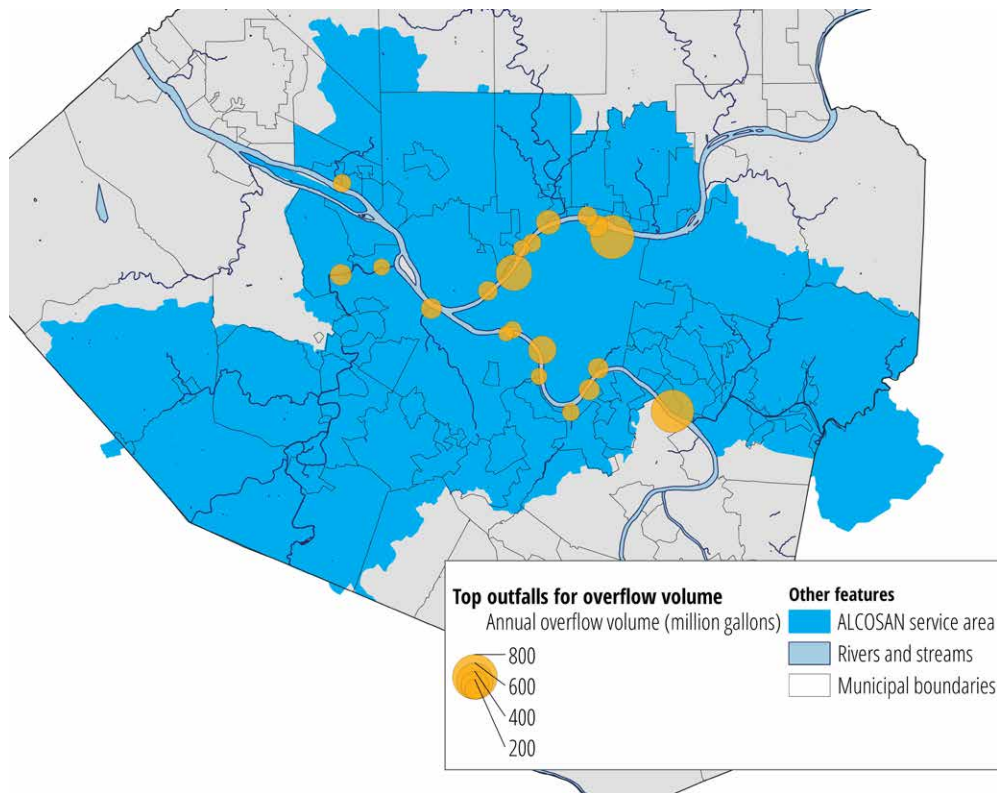 Top outfalls for overflow volume
Annual overflow volume (million gallons)
800
600
400
200
Other features
ALCOSAN service area
Rivers and streams
Municipal boundaries